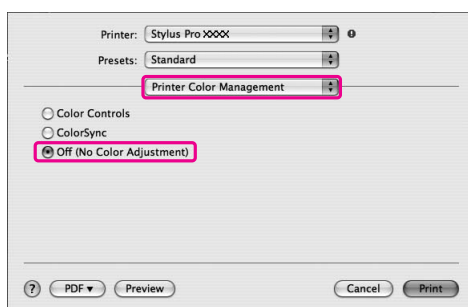 Printer: Stylus Pro XXXX
Presets: Standard
Printer Color Management
Color Controls
ColorSync
Off (No Color Adjustment)
? PDF▼ Preview Cancel Print